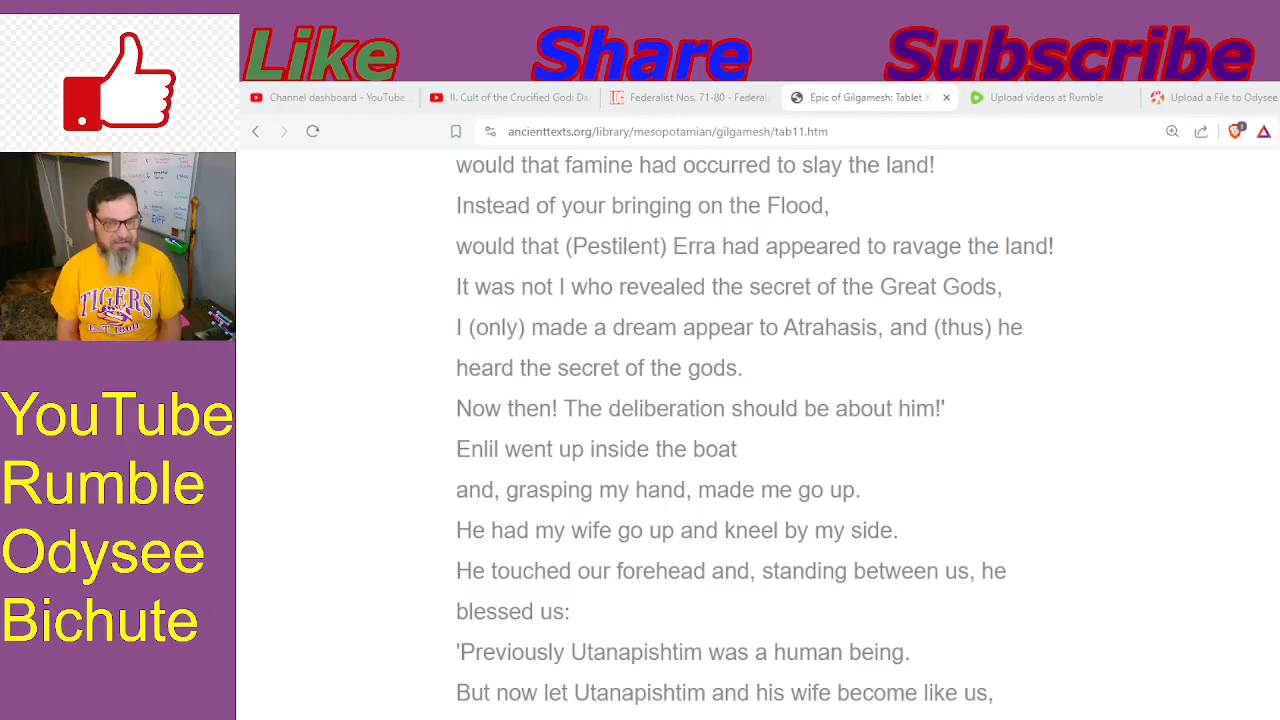 Like Share Subscribe
Channel dashboard - YouTube
II. Cult of the Crucified God: Da
Federalist Nos. 71-80 - Federal
Epic of Gilgamesh: Tablet X
Upload videos at Rumble
Upload a File to Odysee
ancienttexts.org/library/mesopotamian/gilgamesh/tab11.htm
would that famine had occurred to slay the land!
Instead of your bringing on the Flood,
would that (Pestilent) Erra had appeared to ravage the land!
It was not I who revealed the secret of the Great Gods,
I (only) made a dream appear to Atrahasis, and (thus) he
heard the secret of the gods.
Now then! The deliberation should be about him!'
Enlil went up inside the boat
and, grasping my hand, made me go up.
He had my wife go up and kneel by my side.
He touched our forehead and, standing between us, he
blessed us:
'Previously Utanapishtim was a human being.
But now let Utanapishtim and his wife become like us,
TIGERS
YouTube
Rumble
Odysee
Bichute